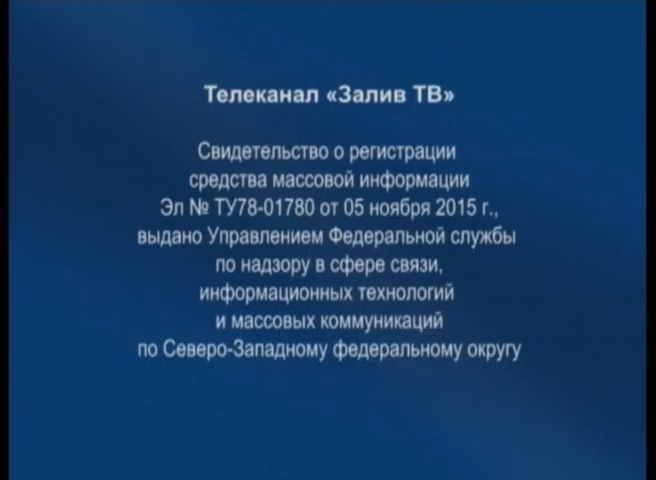 Телеканал «Залив ТВ»
Свидетельство о регистрации
средства массовой информации
Эл № ТУ78-01780 от 05 ноября 2015 г.,
выдано Управлением Федеральной службы
по надзору в сфере связи,
информационных технологий
и массовых коммуникаций
по Северо-Западному федеральному округу